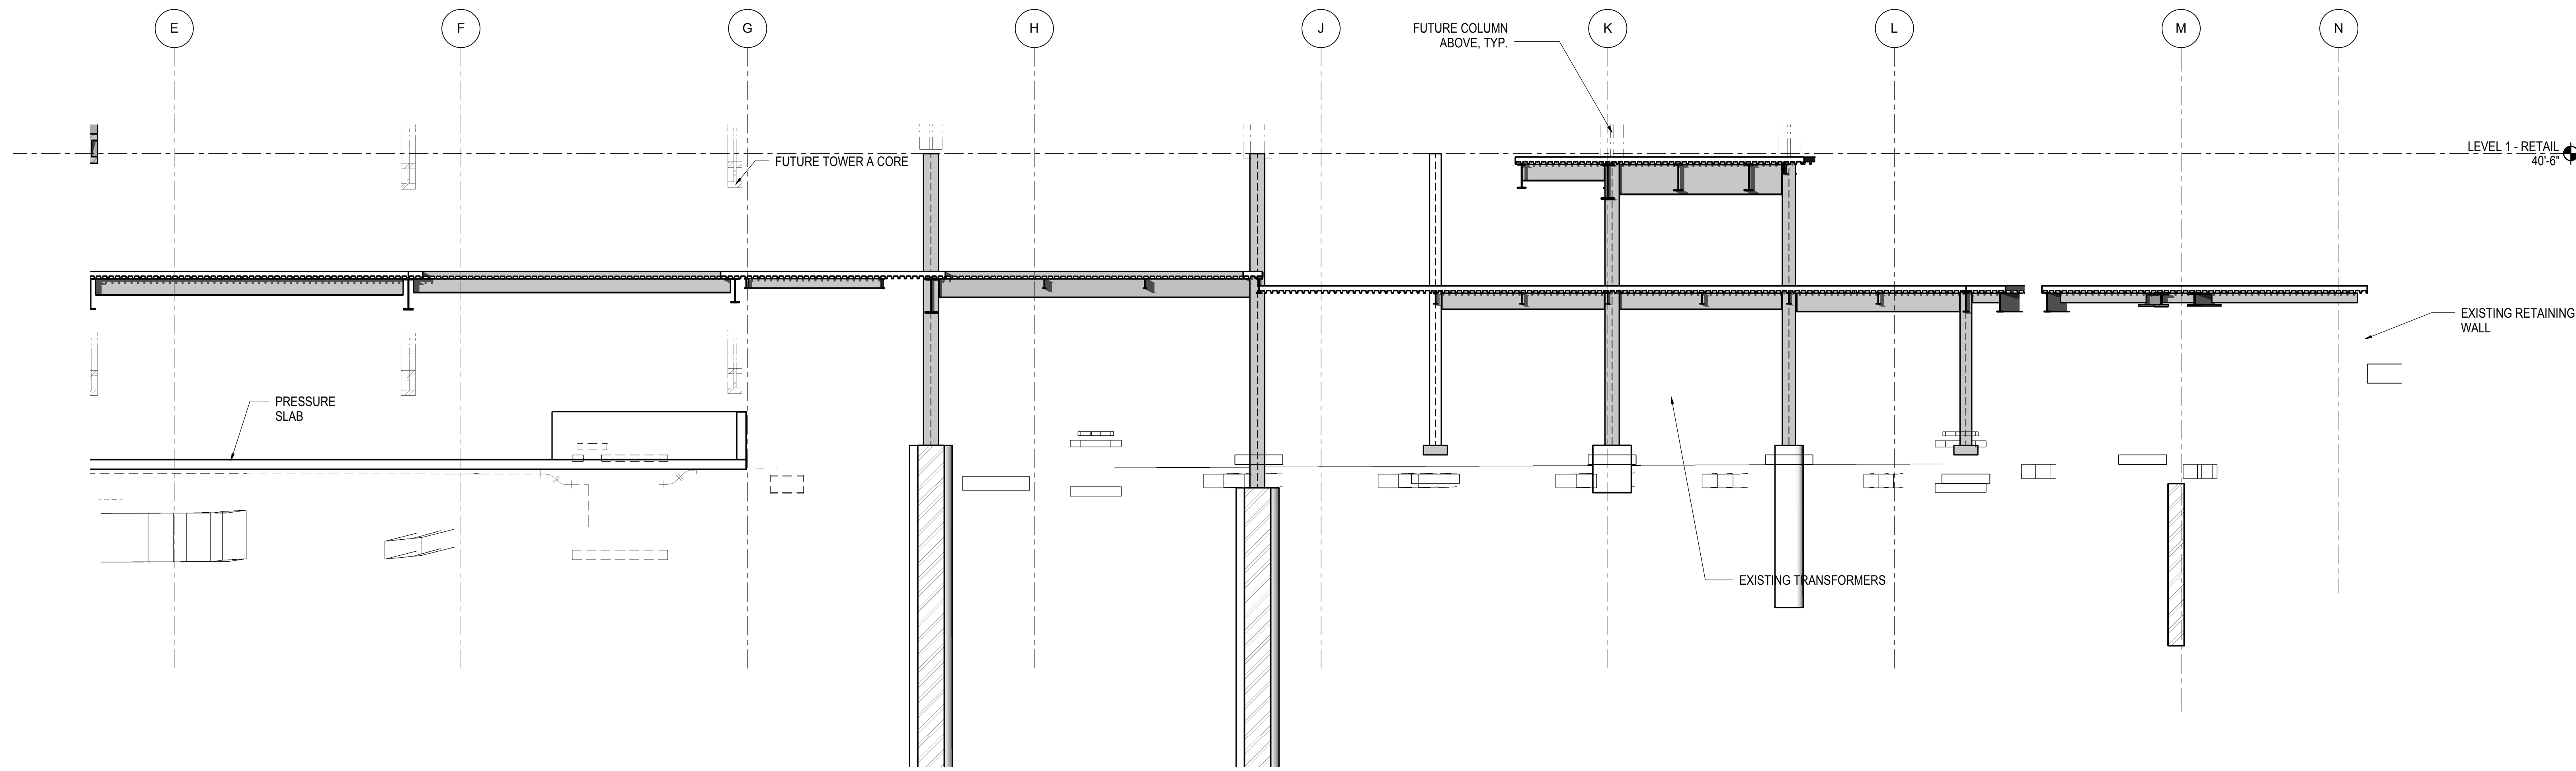 E
F
G
H
J
K
L
M
N
FUTURE COLUMN
ABOVE, TYP.
LEVEL 1 - RETAIL
40'-6"
FUTURE TOWER A CORE
EXISTING RETAINING
WALL
PRESSURE
SLAB
EXISTING TRANSFORMERS